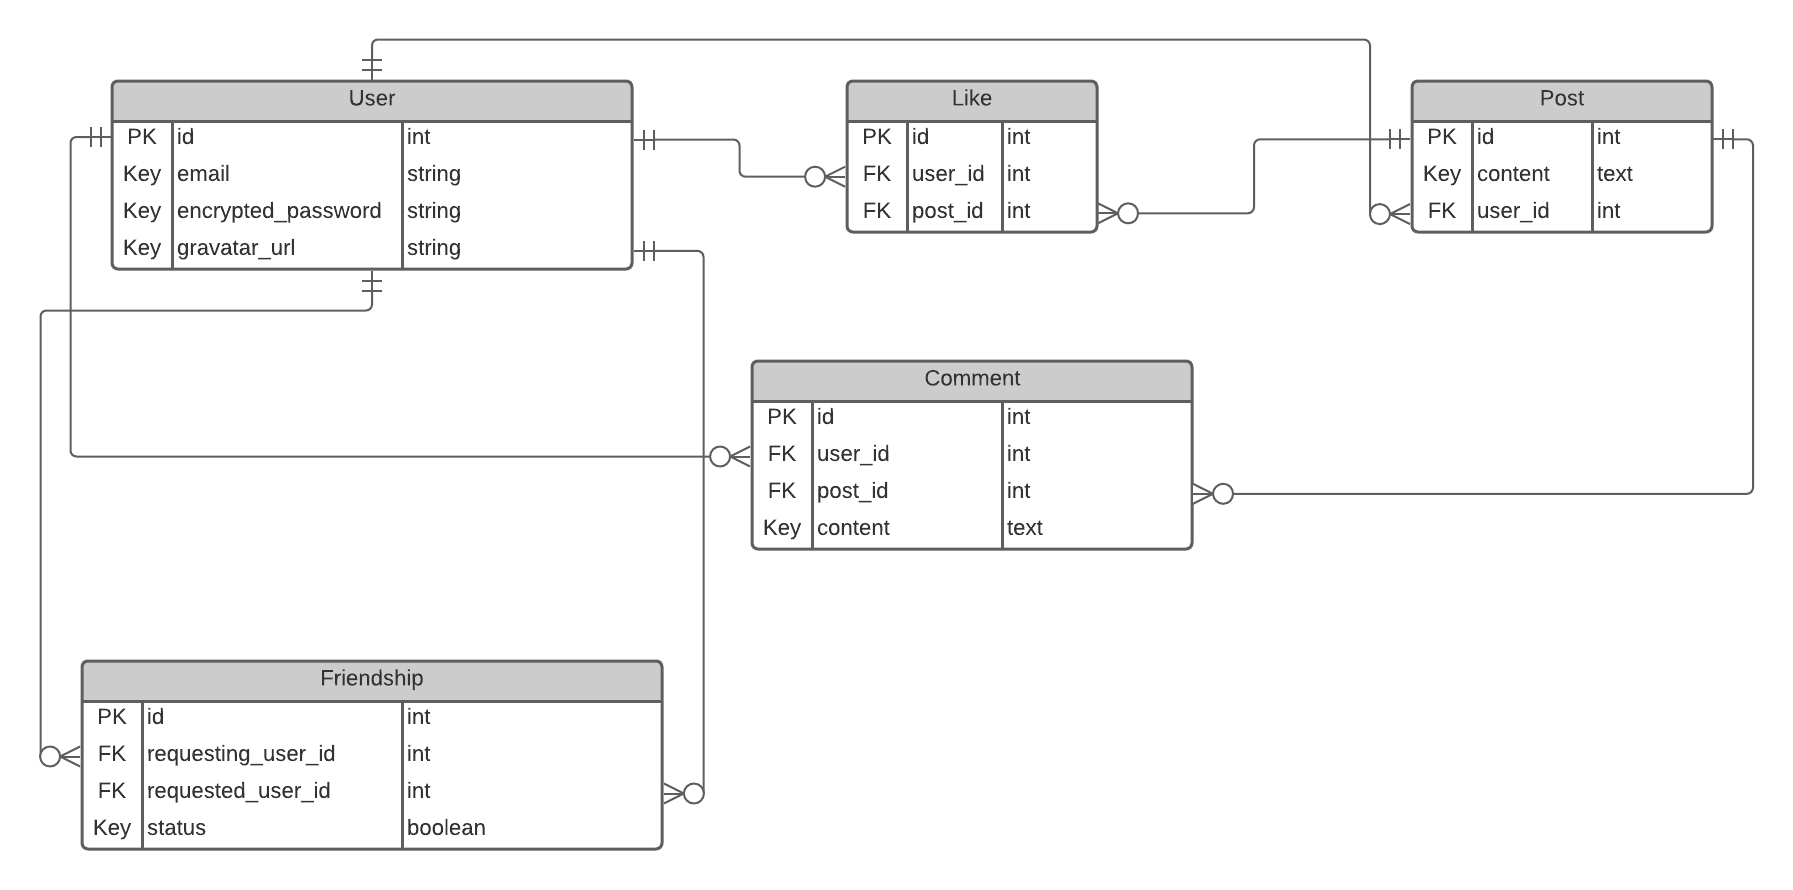 User
PK id int
Key email string
Key encrypted_password string
Key gravatar_url string
Like
PK id int
FK user_id int
FK post_id int
Post
PK id int
Key content text
FK user_id int
Comment
PK id int
FK user_id int
FK post_id int
Key content text
Friendship
PK id int
FK requesting_user_id int
FK requested_user_id int
Key status boolean